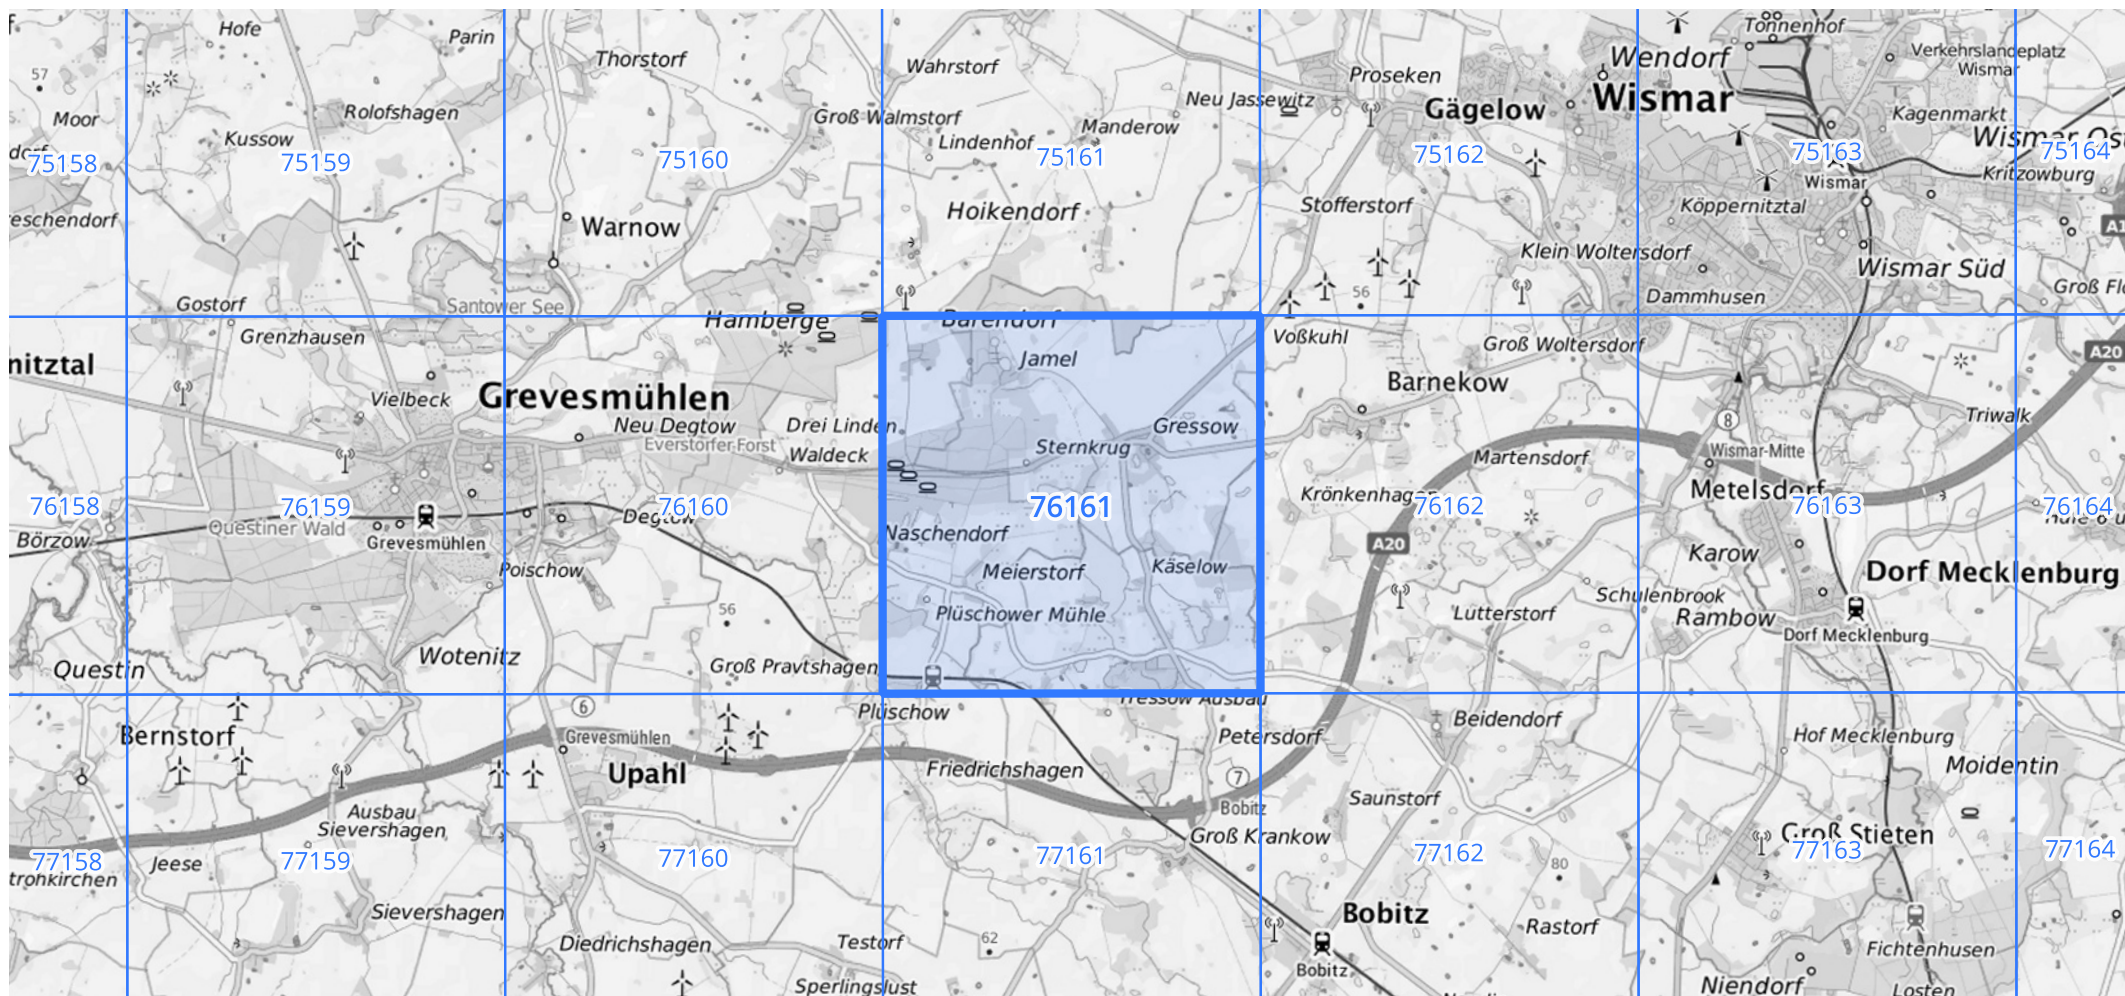 Hofe
Parin
Thorstorf
Wahrstorf
Proseken
Wendorf
Tonnenhof
Verkehrslandeplatz
Wismar
57
Moor
Rolofshagen
Kussow
Groß Walmstorf
Lindenhof
Manderow
Neu Jassewitz
Gägelow
Wismar
Kagenmarkt
75158
75159
75160
75161
75162
75163
75164
Wismar
Kritzowburg
Warnow
Hoikendorf
Stofferstorf
Köppernitztal
Klein Woltersdorf
Wismar Süd
Gostorf
Santower See
56
Dammhusen
Grenzhausen
Hamberge
Barendorf
Jamel
Voßkuhl
Groß Woltersdorf
A20
nitztal
Vielbeck
Grevesmühlen
Neu Degtow
Everstorfer Forst
Drei Linden
Waldeck
Sternkrug
Gressow
Barnekow
Martensdorf
8
Wismar-Mitte
Triwalk
76158
76159
76160
76161
76162
76163
76164
Krönkenhagen
Metelsdorf
Börzow
Questiner Wald
Grevesmühlen
Degtow
Naschendorf
A20
Karow
Poischow
Meierstorf
Käselow
Dorf Mecklenburg
56
Plüschower Mühle
Lutterstorf
Schulenbrook
Rambow
Dorf Mecklenburg
Questin
Wotenitz
Groß Pravtshagen
Tressow Ausbau
6
Bernstorf
Grevesmühlen
Upahl
Plüschow
Petersdorf
Beidendorf
Hof Mecklenburg
Friedrichshagen
7
Bobitz
Saunstorf
Moidentin
Ausbau
Sievershagen
Groß Krankow
Groß Stieten
77158
77159
77160
77161
77162
77163
77164
Jeese
trohkirchen
80
Sievershagen
Diedrichshagen
Testorf
62
Bobitz
Rastorf
Fichtenhusen
Bobitz
Sperlingslust
Niendorf
Losten